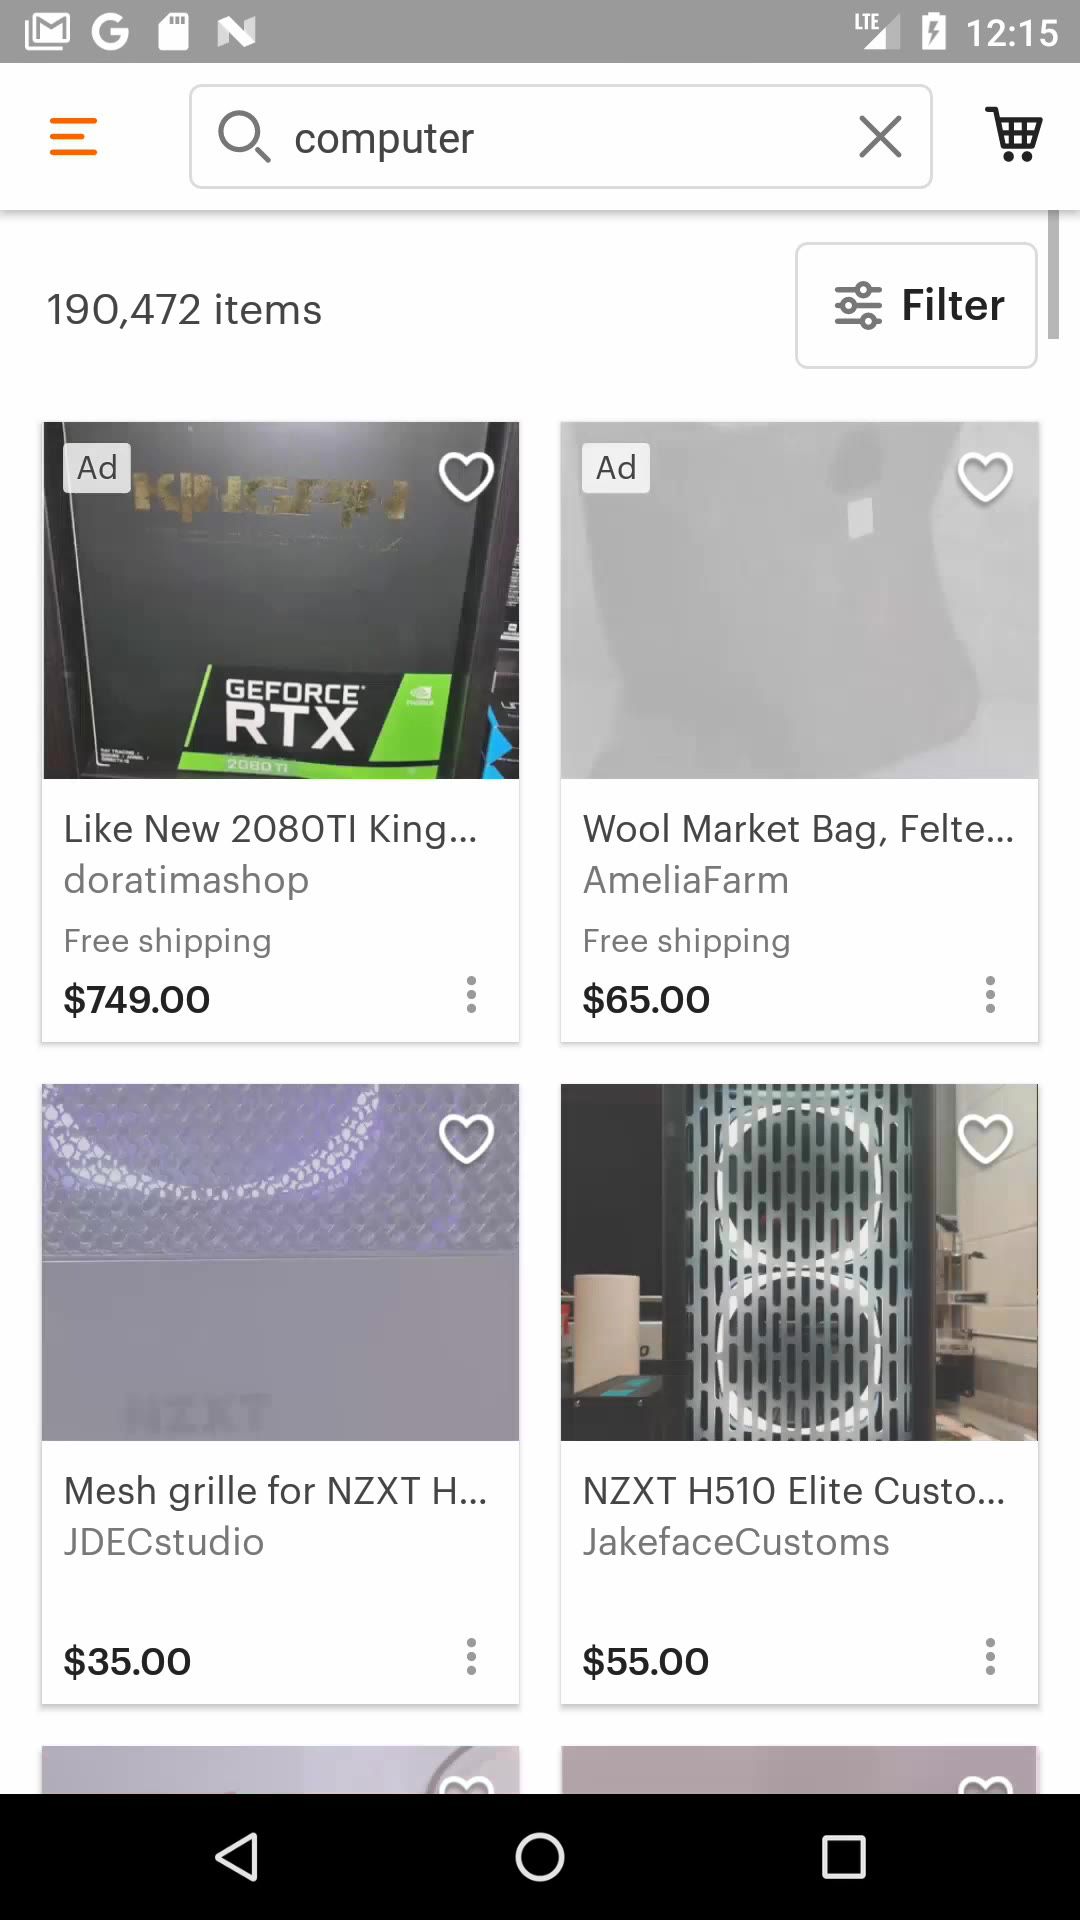 12:15
LTE
computer
190,472 items
Filter
Ad
KINGPIN
GEFORCE
RTX
2080 TI
Ad
Like New 2080TI King...
doratimashop
Free shipping
$749.00
Wool Market Bag, Felte...
AmeliaFarm
Free shipping
$65.00
NZXT
Mesh grille for NZXT H...
JDECstudio
$35.00
NZXT H510 Elite Custo...
JakefaceCustoms
$55.00